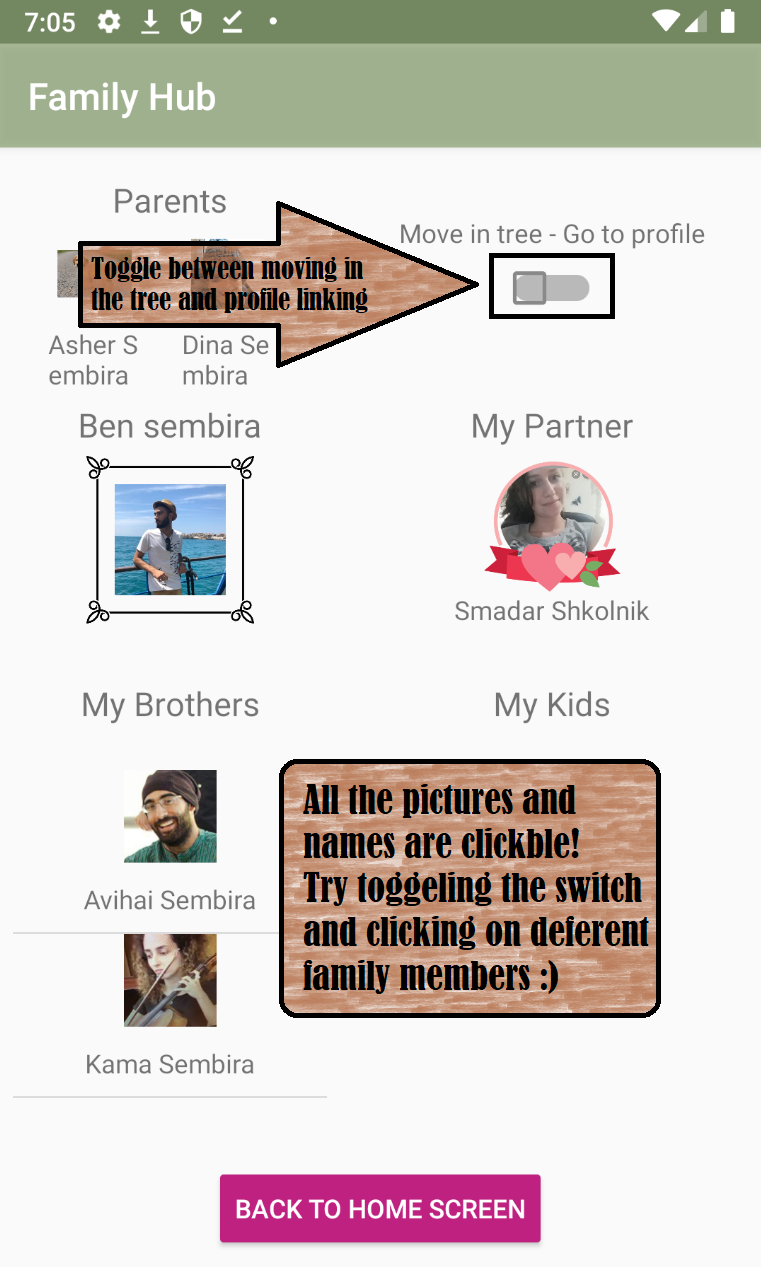 7:05
Family Hub
Parents
Move in tree - Go to profile
Toggle between moving in
the tree and profile linking
Asher S
embira
Dina Se
mbira
Ben sembira
My Partner
Smadar Shkolnik
My Brothers
My Kids
Avihai Sembira
Kama Sembira
All the pictures and
names are clickble!
Try toggeling the switch
and clicking on deferent
family members :)
BACK TO HOME SCREEN